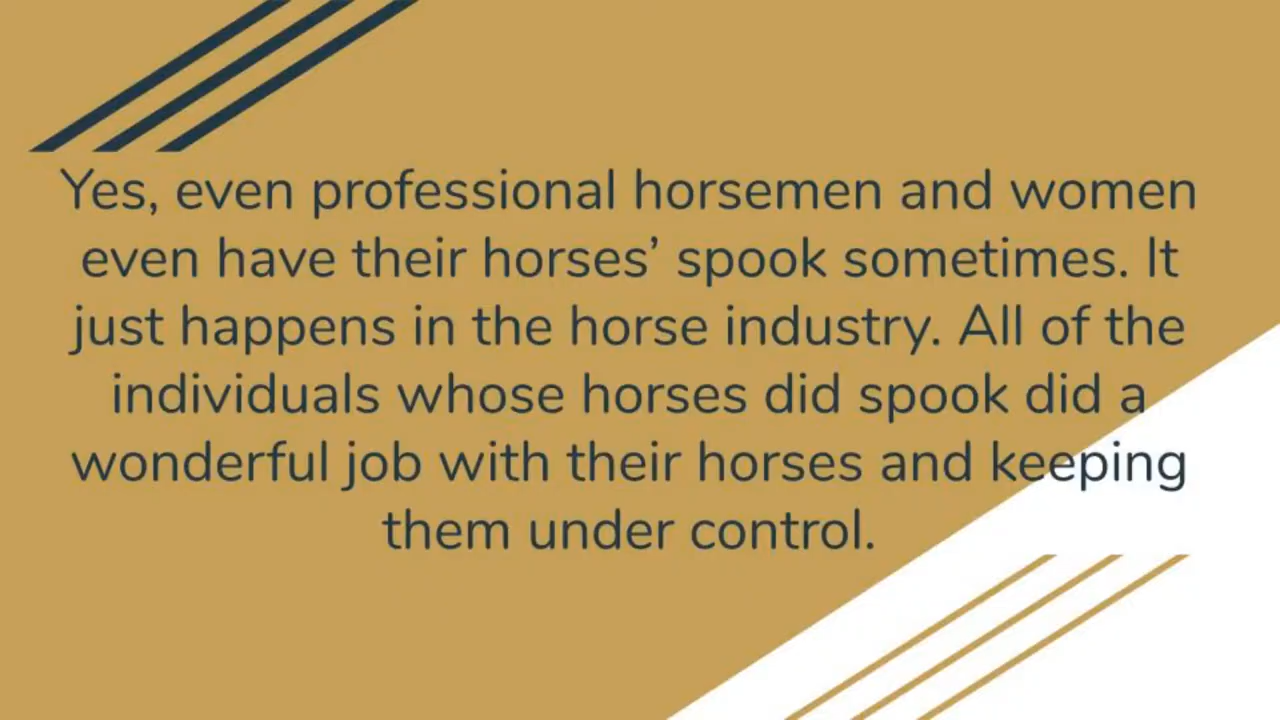 Yes, even professional horsemen and women
even have their horses’ spook sometimes. It
just happens in the horse industry. All of the
individuals whose horses did spook did a
wonderful job with their horses and keeping
them under control.